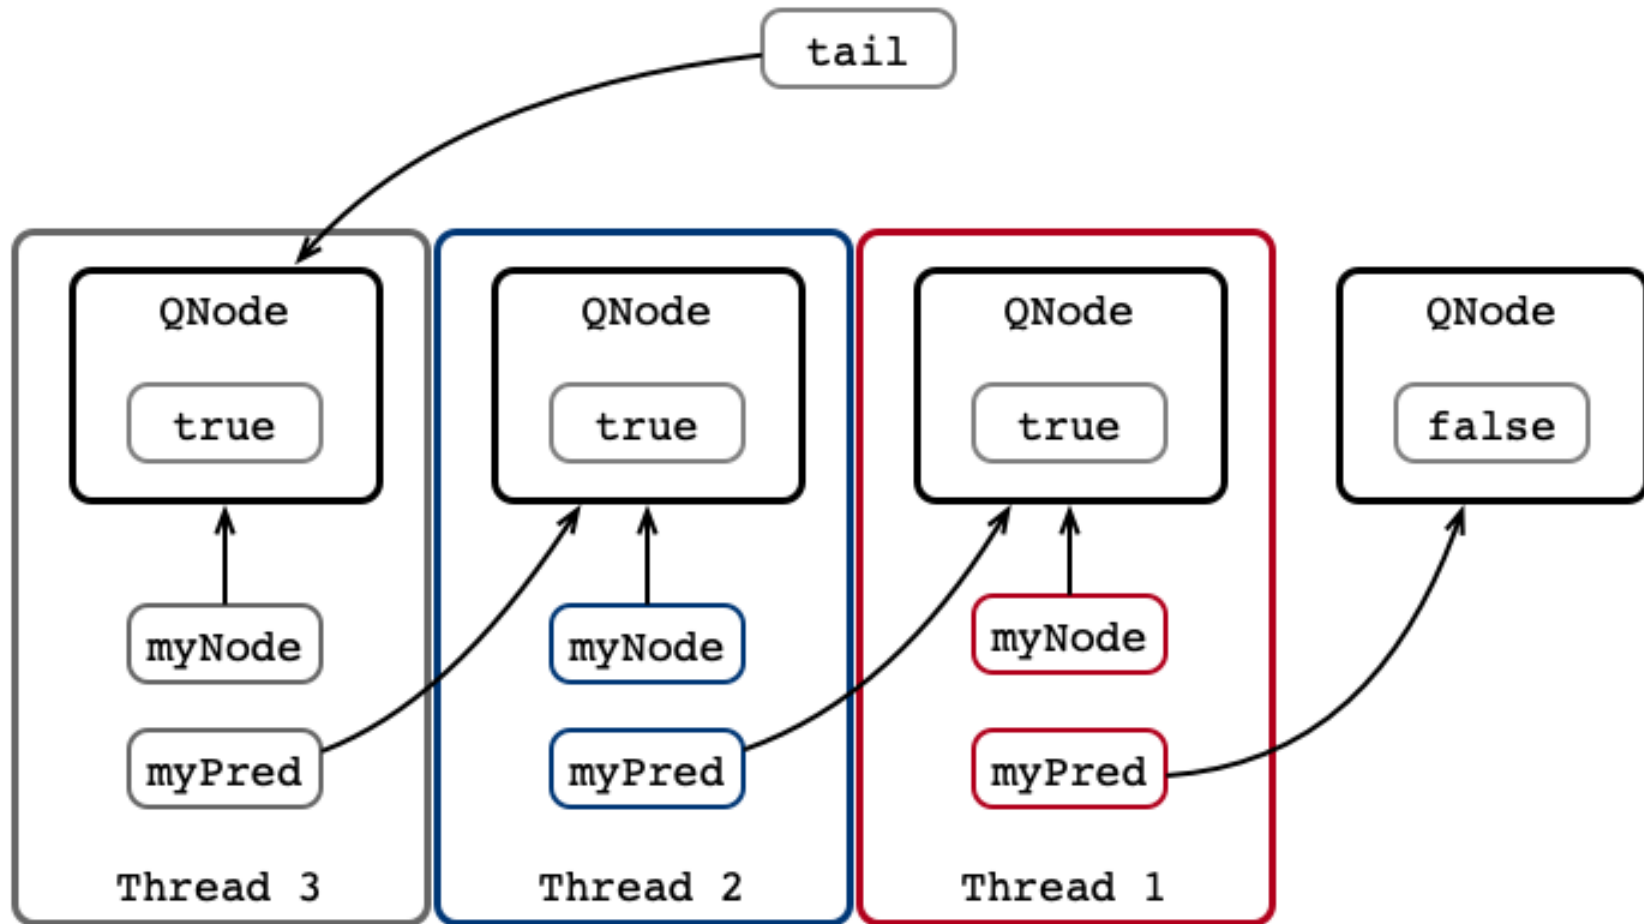 tail
QNode
true
myNode
myPred
Thread 3
QNode
true
myNode
myPred
Thread 2
QNode
true
myNode
myPred
Thread 1
QNode
false